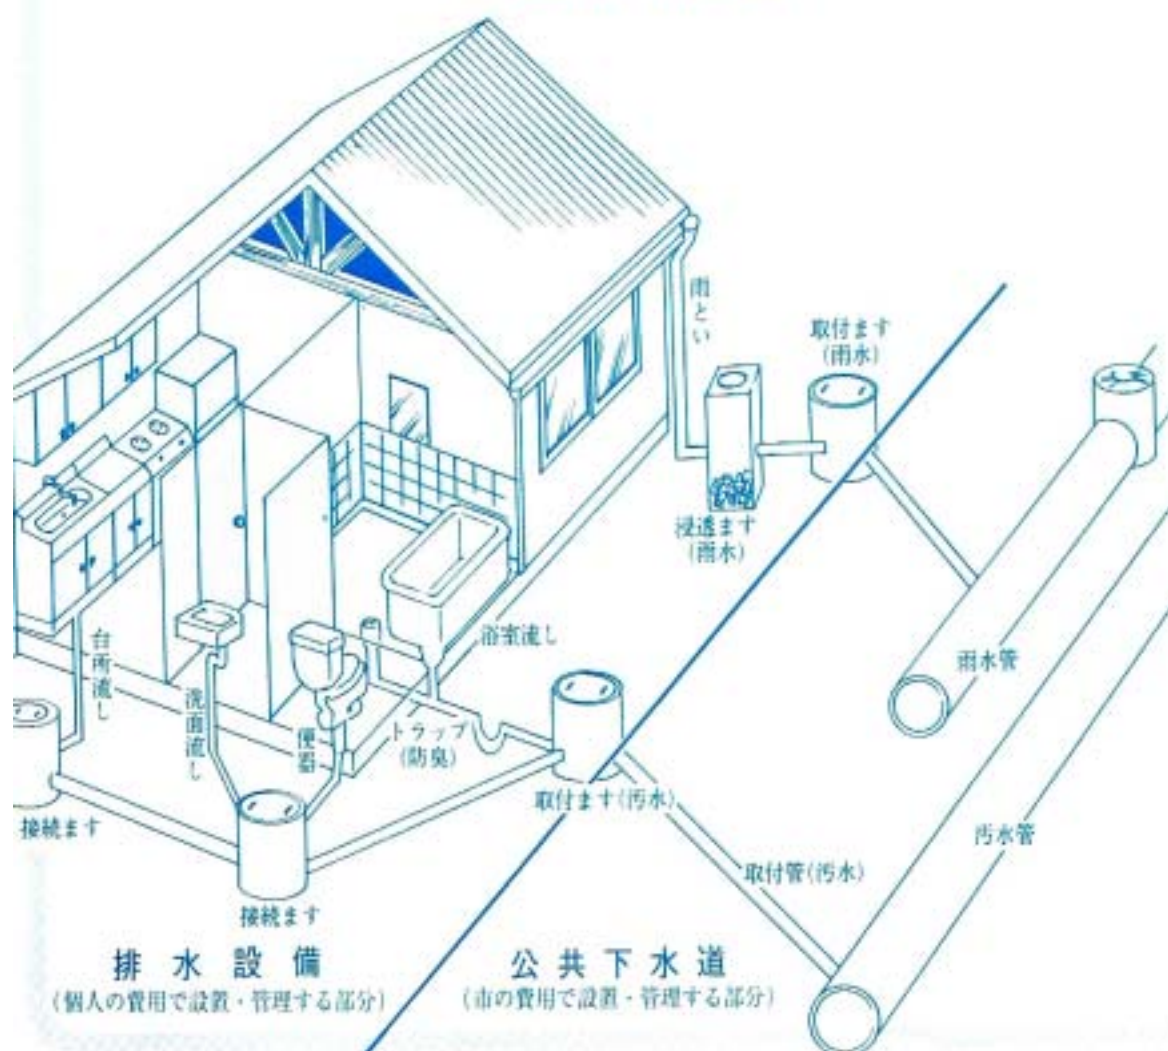 雨とい
取付ます
(雨水)
浸透ます
(雨水)
台所流し
洗面流し
便器
トラップ
(防臭)
浴室流し
雨水管
取付ます(汚水)
汚水管
接続ます
取付管(汚水)
接続ます
排水設備
(個人の費用で設置・管理する部分)
公共下水道
(市の費用で設置・管理する部分)